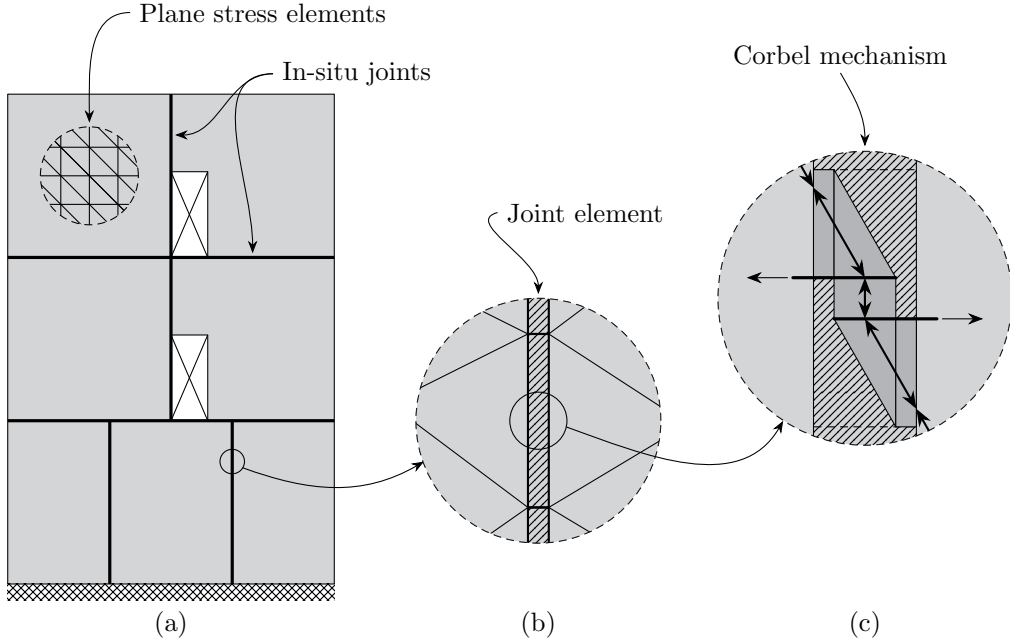 Plane stress elements
In-situ joints
Corbel mechanism
Joint element
(a)
(b)
(c)